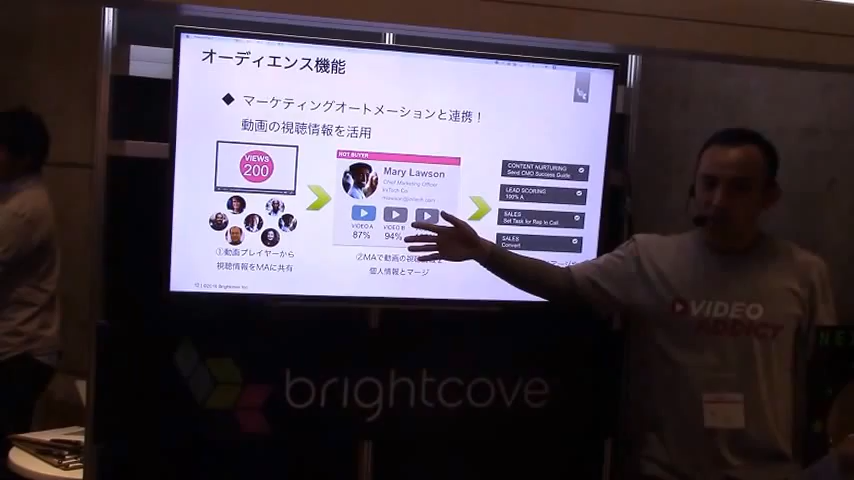 オーディエンス機能
◆ マーケティングオートメーションと連携！
動画の視聴情報を活用
VIEWS
200
HOT BUYER
Mary Lawson
Chief Marketing Officer
VIDEO A
87%
VIDEO B
94%
CONTENT NURTURING
Send CMO Success Guide
LEAD SCORING
100% A
SALES
Set Task for Rep to Call
SALES
Convert
①動画プレイヤーから
視聴情報をMAに共有
②MAで動画の視聴
個人情報とマージ
brightcove
VIDEO
ADDICT